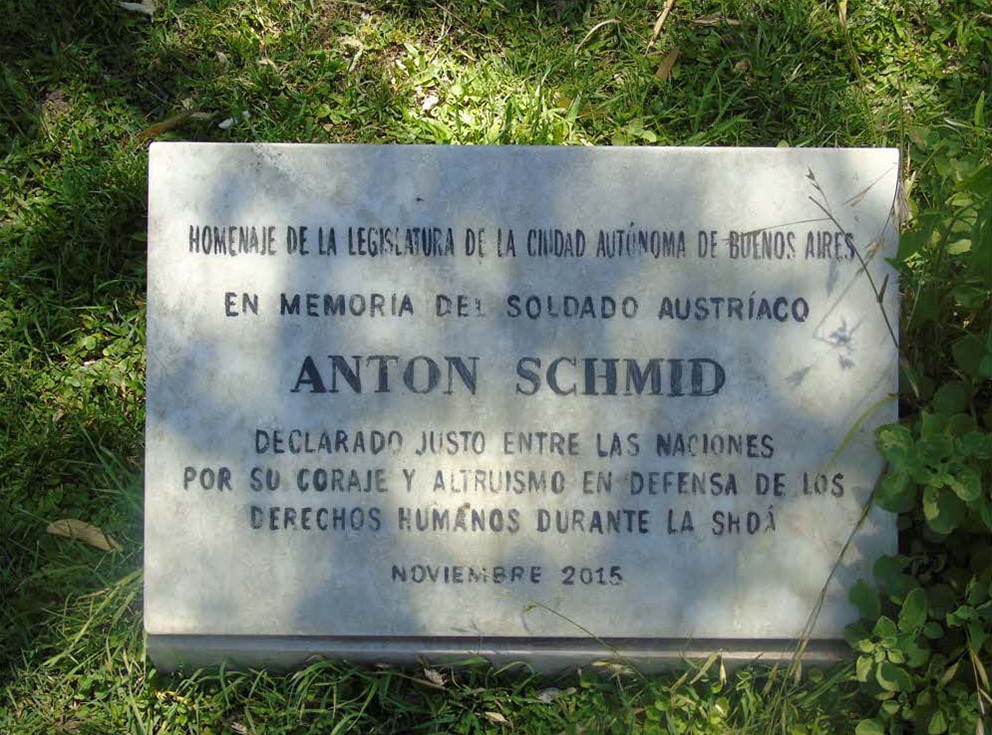 HOMENAJE DE LA LEGISLATURA DE LA CIUDAD AUTÓNOMA DE BUENOS AIRES
EN MEMORIA DEL SOLDADO AUSTRÍACO
ANTON SCHMID
DECLARADO JUSTO ENTRE LAS NACIONES
POR SU CORAJE Y ALTRUISMO EN DEFENSA DE LOS
DERECHOS HUMANOS DURANTE LA SHOÁ
NOVIEMBRE 2015